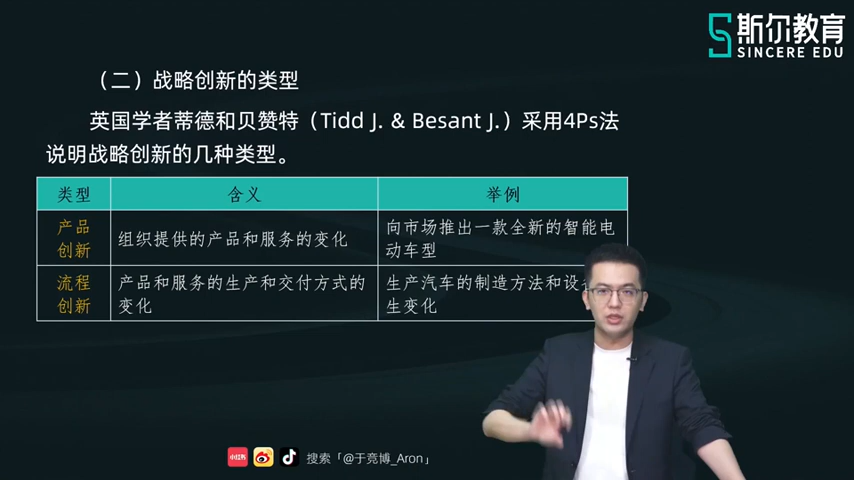 斯尔教育
SINCERE EDU
（二）战略创新的类型
英国学者蒂德和贝赞特（Tidd J. & Besant J.）采用4Ps法
说明战略创新的几种类型。
类型 含义 举例
产品
创新
组织提供的产品和服务的变化
向市场推出一款全新的智能电
动车型
流程
创新
产品和服务的生产和交付方式的
变化
生产汽车的制造方法和设
生变化
小红书
搜索「@于竞博_Aron」